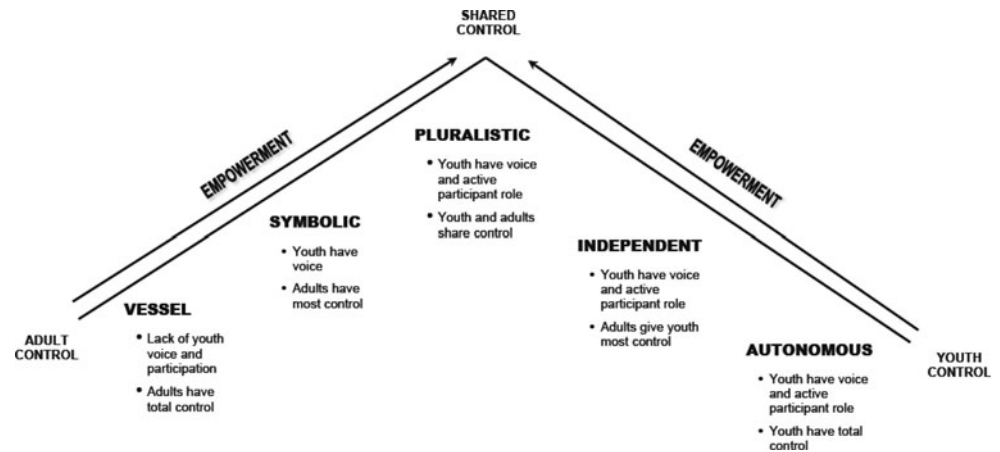 SHARED
CONTROL
EMPOWERMENT
EMPOWERMENT
PLURALISTIC
• Youth have voice
and active
participant role
• Youth and adults
share control
SYMBOLIC
• Youth have
voice
• Adults have
most control
INDEPENDENT
• Youth have voice
and active
participant role
• Adults give youth
most control
VESSEL
• Lack of youth
voice and
participation
• Adults have
total control
ADULT
CONTROL
AUTONOMOUS
• Youth have voice
and active
participant role
• Youth have total
control
YOUTH
CONTROL